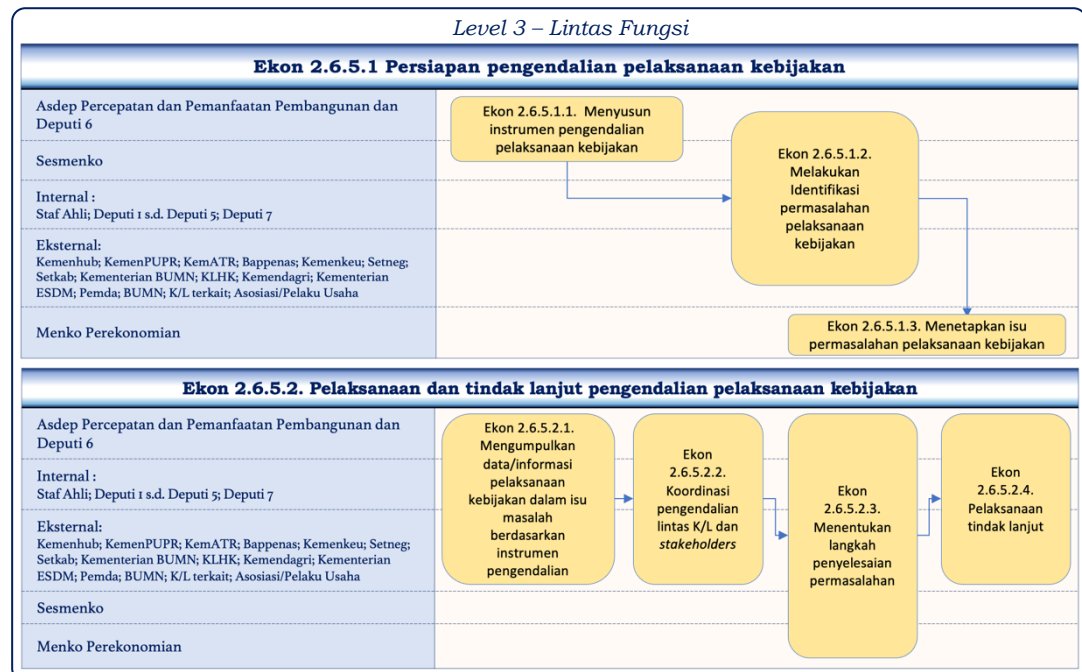 Level 3 – Lintas Fungsi
Ekon 2.6.5.1 Persiapan pengendalian pelaksanaan kebijakan
Asdep Percepatan dan Pemanfaatan Pembangunan dan
Deputi 6
Sesmenko
Internal :
Staf Ahli; Deputi 1 s.d. Deputi 5; Deputi 7
Eksternal:
Kemenhub; KemenPUPR; KemATR; Bappenas; Kemenkeu; Setneg;
Setkab; Kementerian BUMN; KLHK; Kemendagri; Kementerian
ESDM; Pemda; BUMN; K/L terkait; Asosiasi/Pelaku Usaha
Menko Perekonomian
Ekon 2.6.5.1.1. Menyusun
instrumen pengendalian
pelaksanaan kebijakan
Ekon 2.6.5.1.2.
Melakukan
Identifikasi
permasalahan
pelaksanaan
kebijakan
Ekon 2.6.5.1.3. Menetapkan isu
permasalahan pelaksanaan kebijakan
Ekon 2.6.5.2. Pelaksanaan dan tindak lanjut pengendalian pelaksanaan kebijakan
Asdep Percepatan dan Pemanfaatan Pembangunan dan
Deputi 6
Internal :
Staf Ahli; Deputi 1 s.d. Deputi 5; Deputi 7
Eksternal:
Kemenhub; KemenPUPR; KemATR; Bappenas; Kemenkeu; Setneg;
Setkab; Kementerian BUMN; KLHK; Kemendagri; Kementerian
ESDM; Pemda; BUMN; K/L terkait; Asosiasi/Pelaku Usaha
Sesmenko
Menko Perekonomian
Ekon 2.6.5.2.1.
Mengumpulkan
data/informasi
pelaksanaan
kebijakan dalam isu
masalah
berdasarkan
instrumen
pengendalian
Ekon
2.6.5.2.2.
Koordinasi
pengendalian
lintas K/L dan
stakeholders
Ekon
2.6.5.2.3.
Menentukan
langkah
penyelesaian
permasalahan
Ekon
2.6.5.2.4.
Pelaksanaan
tindak lanjut